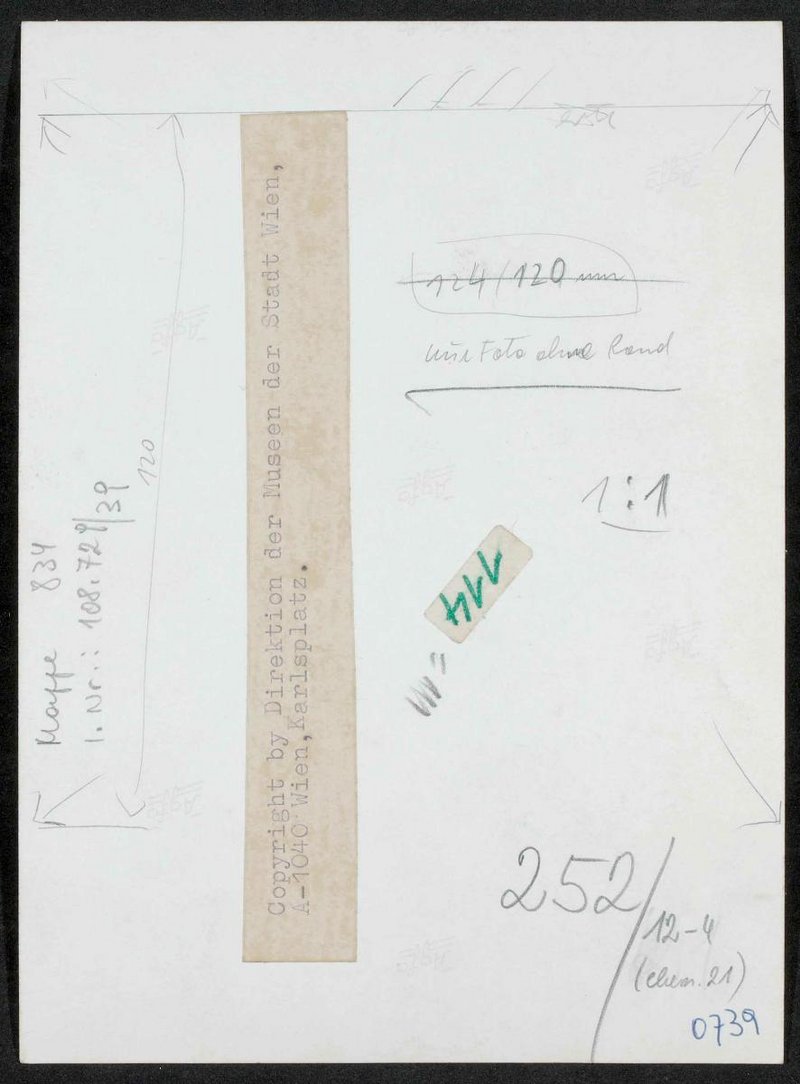 124/120 mm
nur Foto ohne Rand
1:1
114
120
Mappe 834
I.Nr.: 108.729/39
Copyright by Direktion der Museen der Stadt Wien,
A-1040 Wien,Karlsplatz.
252/12-4
(ehem. 21)
0739